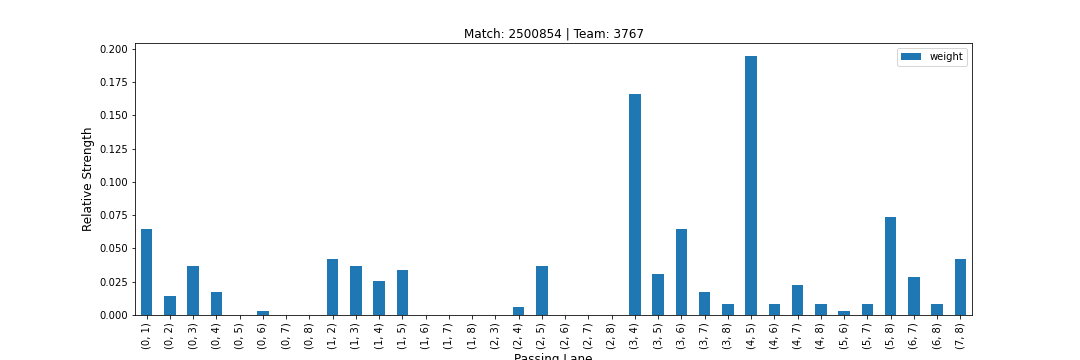 Match: 2500854 | Team: 3767
weight
Relative Strength
0.200
0.175
0.150
0.125
0.100
0.075
0.050
0.025
0.000
(0, 1) (0, 2) (0, 3) (0, 4) (0, 5) (0, 6) (0, 7) (0, 8) (1, 2) (1, 3) (1, 4) (1, 5) (1, 6) (1, 7) (1, 8) (2, 3) (2, 4) (2, 5) (2, 6) (2, 7) (2, 8) (3, 4) (3, 5) (3, 6) (3, 7) (3, 8) (4, 5) (4, 6) (4, 7) (4, 8) (5, 6) (5, 7) (5, 8) (6, 7) (6, 8) (7, 8)
Passing Lane